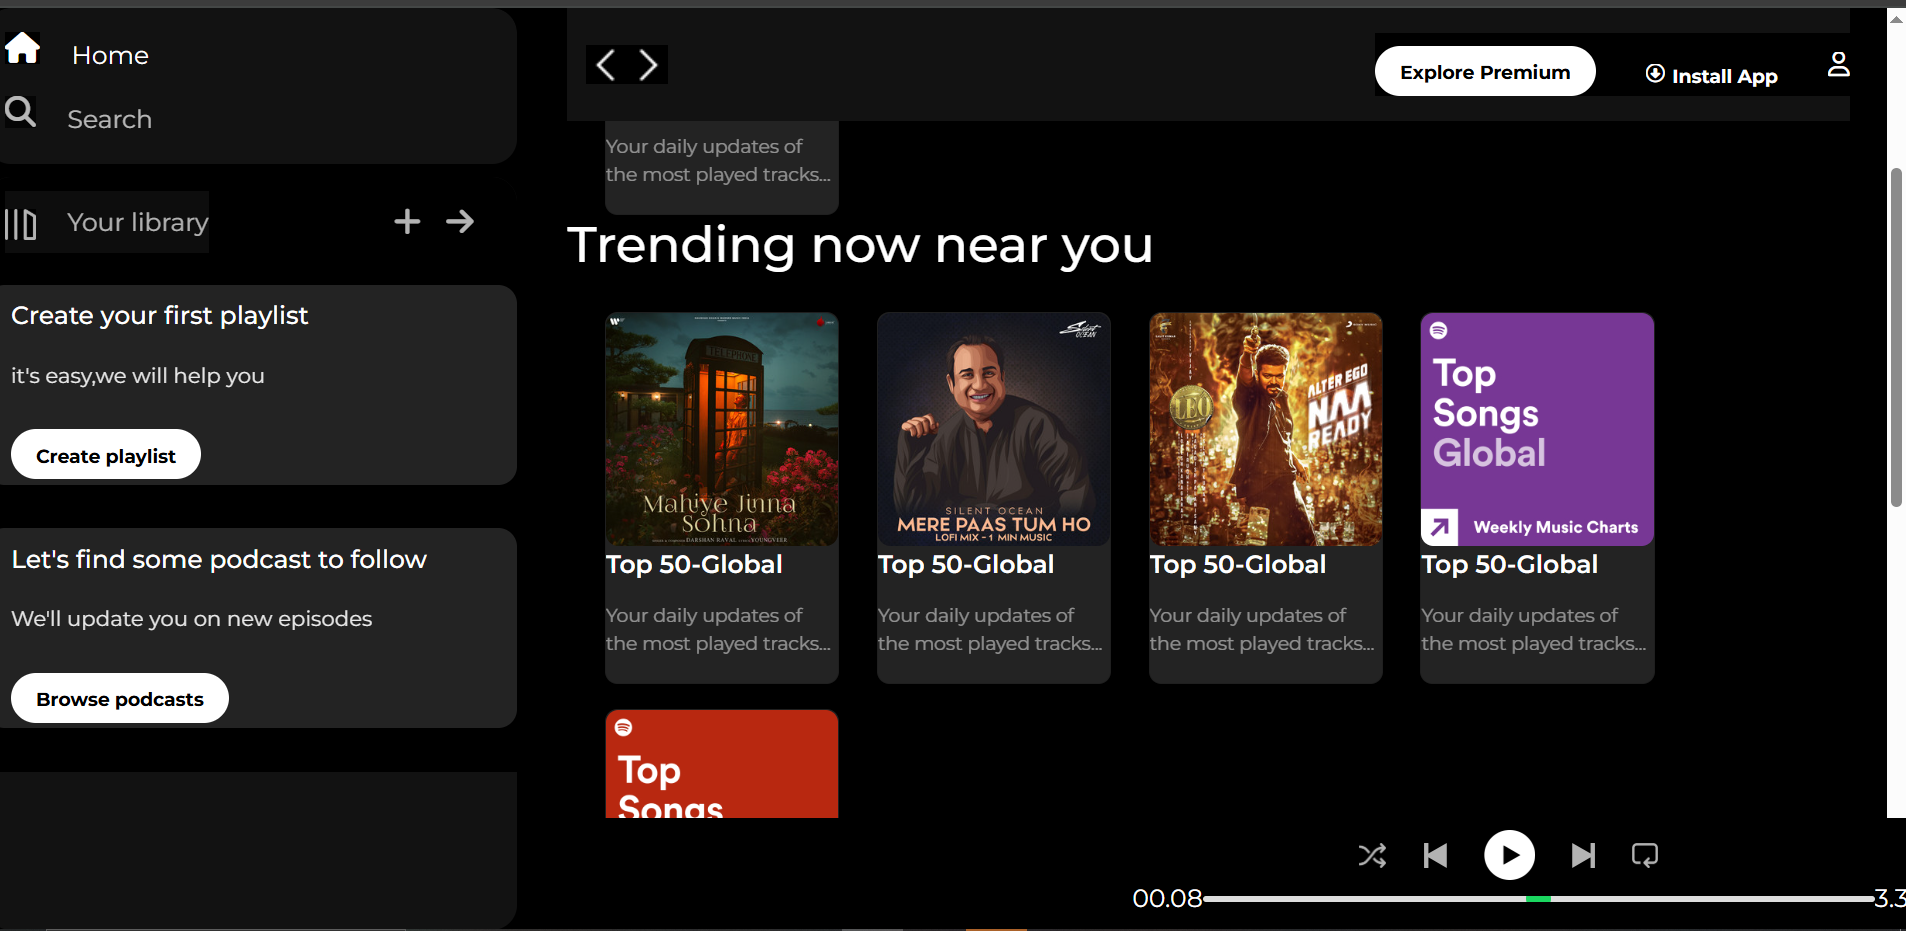 Home
Search
Your library
Create your first playlist
it's easy,we will help you
Create playlist
Let's find some podcast to follow
We'll update you on new episodes
Browse podcasts
Explore Premium
Install App
Your daily updates of
the most played tracks...
Trending now near you
TELEPHONE
Mahiye Jinna
Sohna
DARSHAN RAVAL
YOUNGVEER
Top 50-Global
Your daily updates of
the most played tracks...
Silent
OCEAN
SILENT OCEAN
MERE PAAS TUM HO
LOFI MIX - 1 MIN MUSIC
Top 50-Global
Your daily updates of
the most played tracks...
LEO
ALTER EGO
NAA
READY
Top 50-Global
Your daily updates of
the most played tracks...
Top
Songs
Global
Weekly Music Charts
Top 50-Global
Your daily updates of
the most played tracks...
Top
Songs
00.08
3.3